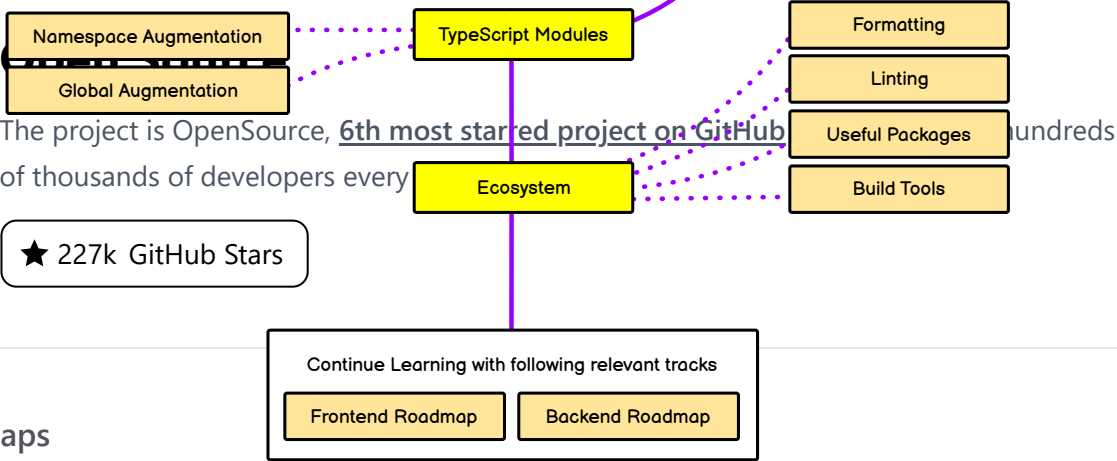 Namespace Augmentation
TypeScript Modules
Formatting
Global Augmentation
Linting
The project is OpenSource, 6th most starred project on GitHub
hundreds
Useful Packages
of thousands of developers every
Ecosystem
Build Tools
227k GitHub Stars
Continue Learning with following relevant tracks
Frontend Roadmap
Backend Roadmap
aps